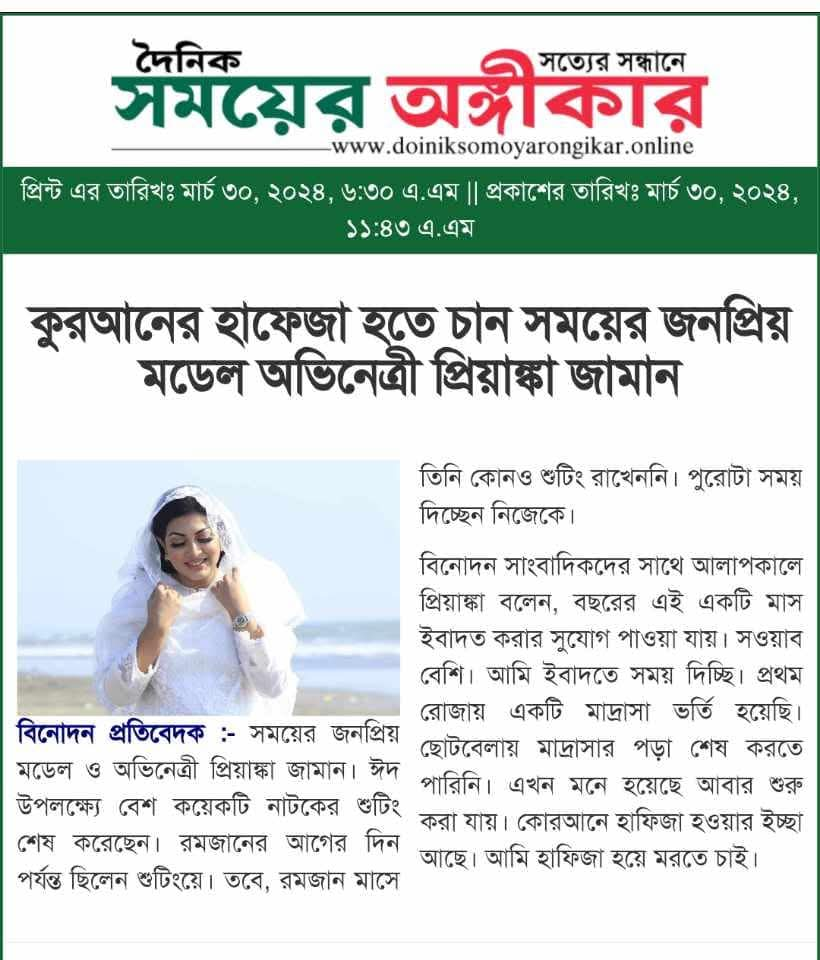 দৈনিক
সত্যের সন্ধানে
সময়ের অঙ্গীকার
www.doiniksomoyarongikar.online
প্রিন্ট এর তারিখঃ মার্চ ৩০, ২০২৪, ৬:৩০ এ.এম || প্রকাশের তারিখঃ মার্চ ৩০, ২০২৪,
১১:৪৩ এ.এম
কুরআনের হাফেজা হতে চান সময়ের জনপ্রিয়
মডেল অভিনেত্রী প্রিয়াঙ্কা জামান
বিনোদন প্রতিবেদক :- সময়ের জনপ্রিয়
মডেল ও অভিনেত্রী প্রিয়াঙ্কা জামান। ঈদ
উপলক্ষ্যে বেশ কয়েকটি নাটকের শুটিং
শেষ করেছেন। রমজানের আগের দিন
পর্যন্ত ছিলেন শুটিংয়ে। তবে, রমজান মাসে
তিনি কোনও শুটিং রাখেননি। পুরোটা সময়
দিচ্ছেন নিজেকে।
বিনোদন সাংবাদিকদের সাথে আলাপকালে
প্রিয়াঙ্কা বলেন, বছরের এই একটি মাস
ইবাদত করার সুযোগ পাওয়া যায়। সওয়াব
বেশি। আমি ইবাদতে সময় দিচ্ছি। প্রথম
রোজায় একটি মাদ্রাসা ভর্তি হয়েছি।
ছোটবেলায় মাদ্রাসার পড়া শেষ করতে
পারিনি। এখন মনে হয়েছে আবার শুরু
করা যায়। কোরআনে হাফিজা হওয়ার ইচ্ছা
আছে। আমি হাফিজা হয়ে মরতে চাই।